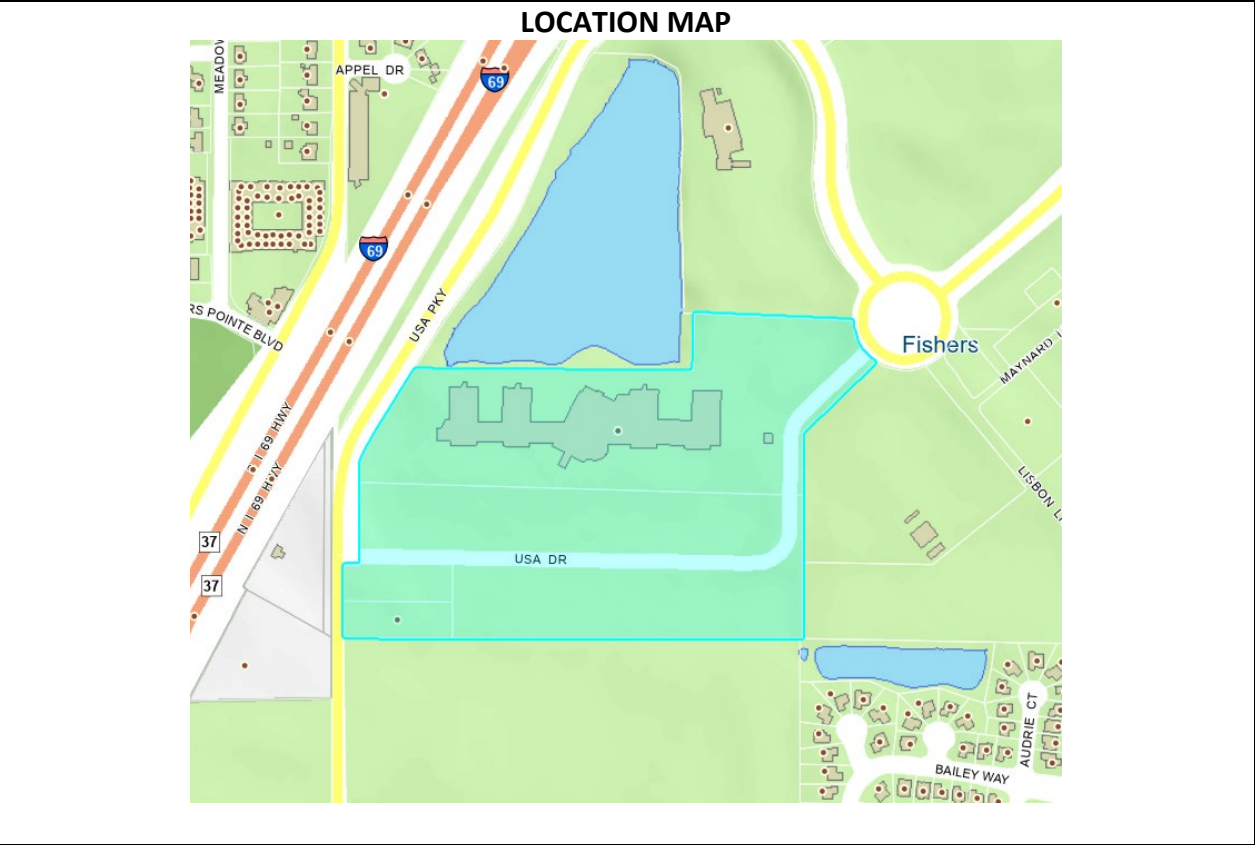 LOCATION MAP
MEADOW
APPEL DR
69
69
USA PKY
RS POINTE BLVD
Fishers
MAYNARD
S I 69 HWY
N I 69 HWY
LISBON
37
USA DR
37
AUDRIE CT
BAILEY WAY